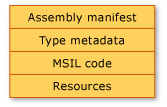 Assembly manifest
Type metadata
MSIL code
Resources